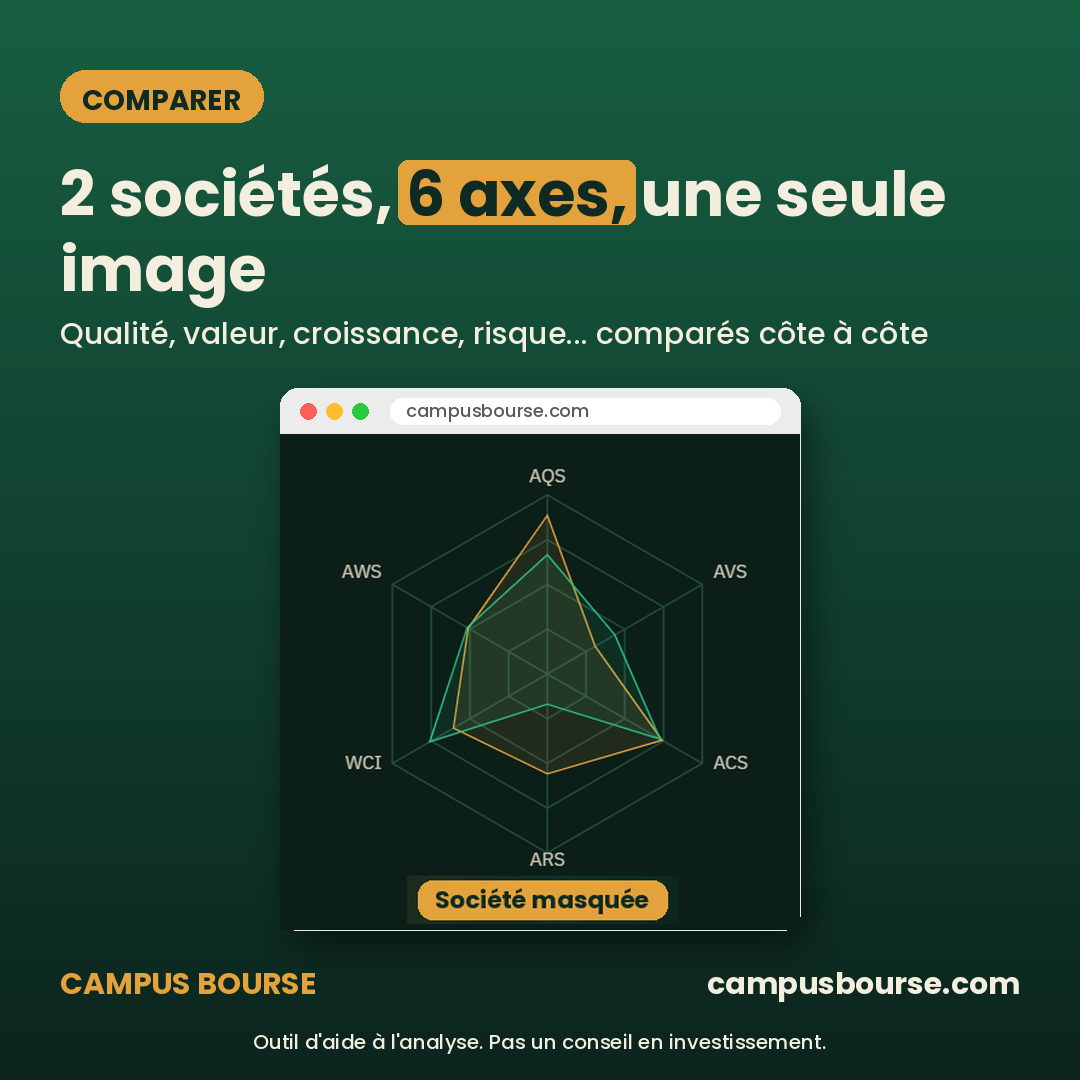 COMPARER
2 sociétés, 6 axes, une seule
image
Qualité, valeur, croissance, risque... comparés côte à côte
campusbourse.com
AQS
AWS
AVS
WCI
ACS
ARS
Société masquée
CAMPUS BOURSE
campusbourse.com
Outil d'aide à l'analyse. Pas un conseil en investissement.